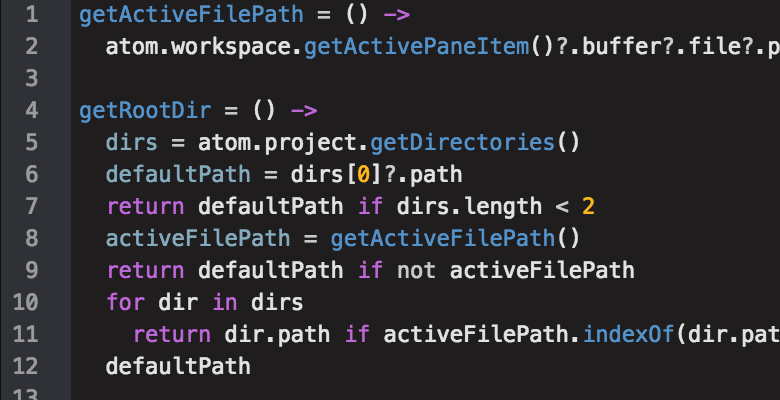 1 getActiveFilePath = () ->
2 atom.workspace.getActivePaneItem()?.buffer?.file?.p
3
4 getRootDir = () ->
5 dirs = atom.project.getDirectories()
6 defaultPath = dirs[0]?.path
7 return defaultPath if dirs.length < 2
8 activeFilePath = getActiveFilePath()
9 return defaultPath if not activeFilePath
10 for dir in dirs
11 return dir.path if activeFilePath.indexOf(dir.pat
12 defaultPath
13